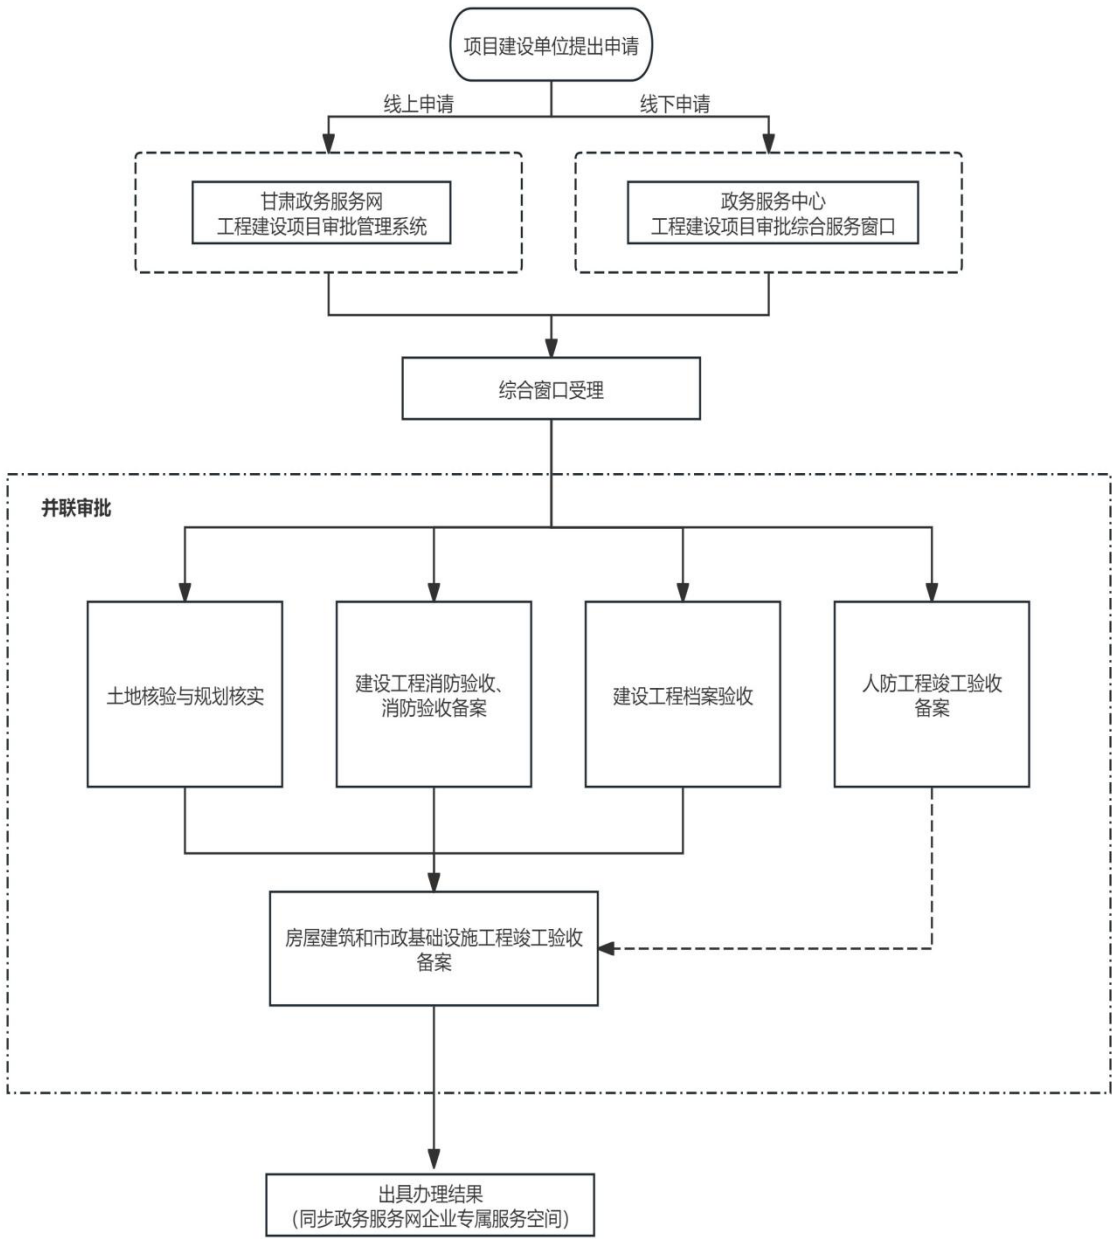 项目建设单位提出申请
线上申请
线下申请
甘肃政务服务网
工程建设项目审批管理系统
政务服务中心
工程建设项目审批综合服务窗口
综合窗口受理
并联审批
土地核验与规划核实
建设工程消防验收、
消防验收备案
建设工程档案验收
人防工程竣工验收
备案
房屋建筑和市政基础设施工程竣工验收
备案
出具办理结果
（同步政务服务网企业专属服务空间）